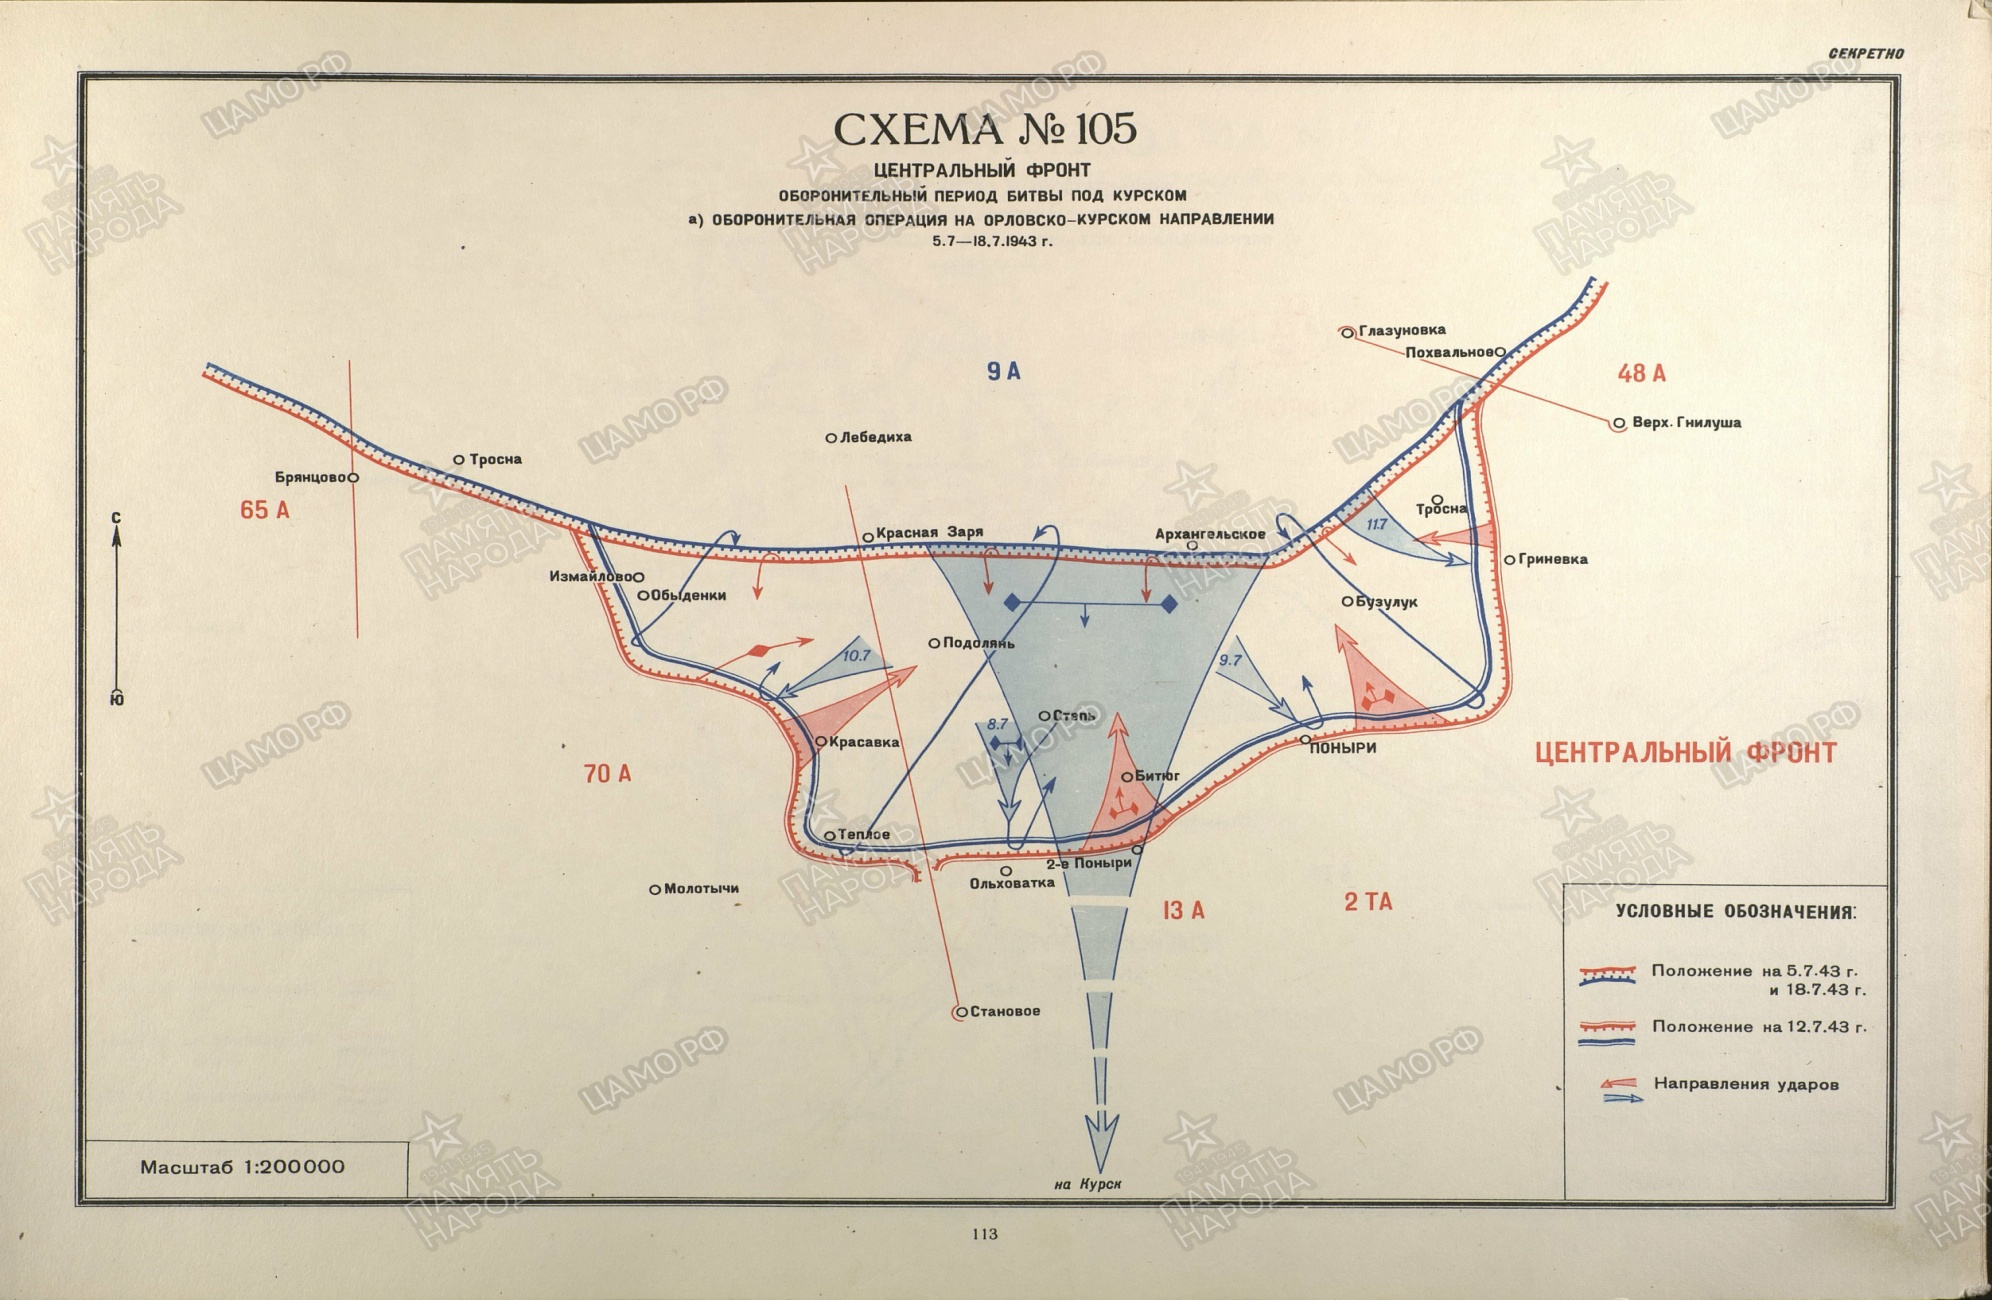 СЕКРЕТНО
СХЕМА № 105
ЦЕНТРАЛЬНЫЙ ФРОНТ
ОБОРОНИТЕЛЬНЫЙ ПЕРИОД БИТВЫ ПОД КУРСКОМ
а) ОБОРОНИТЕЛЬНАЯ ОПЕРАЦИЯ НА ОРЛОВСКО-КУРСКОМ НАПРАВЛЕНИИ
5.7—18.7.1943 г.
Глазуновка
Похвальное
9 А
48 А
Верх. Гнилуша
Лебедиха
Тросна
Брянцово
65 А
Тросна
С
11.7
Красная Заря
Архангельское
Гриневка
Измайлово
Обыденки
Бузулук
Подолянь
10.7
9.7
Ю
Степь
8.7
Красавка
ПОНЫРИ
ЦЕНТРАЛЬНЫЙ ФРОНТ
70 А
Битюг
Теплое
2-е Поныри
Ольховатка
Молотычи
13 А
2 ТА
Становое
на Курск
УСЛОВНЫЕ ОБОЗНАЧЕНИЯ:
Положение на 5.7.43 г.
и 18.7.43 г.
Положение на 12.7.43 г.
Направления ударов
Масштаб 1:200000
113
ЦАМО РФ
ПАМЯТЬ НАРОДА
1941-1945